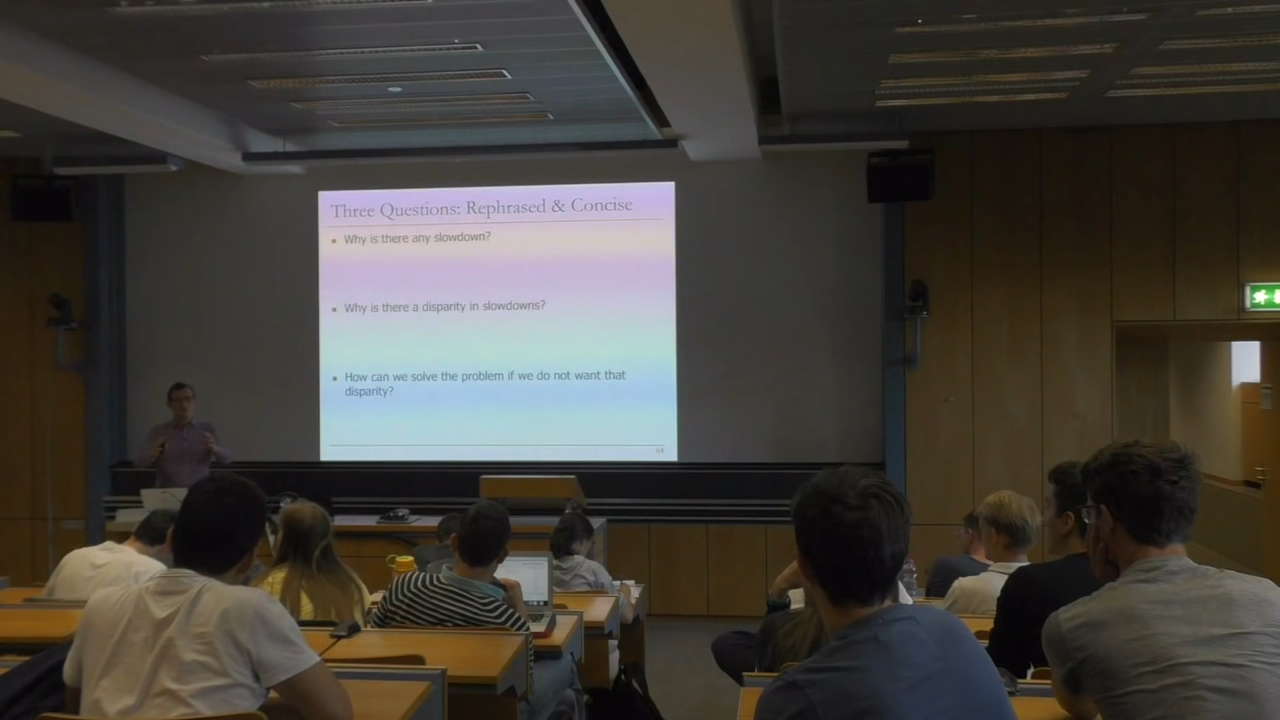 Three Questions: Rephrased & Concise
Why is there any slowdown?
Why is there a disparity in slowdowns?
How can we solve the problem if we do not want that
disparity?